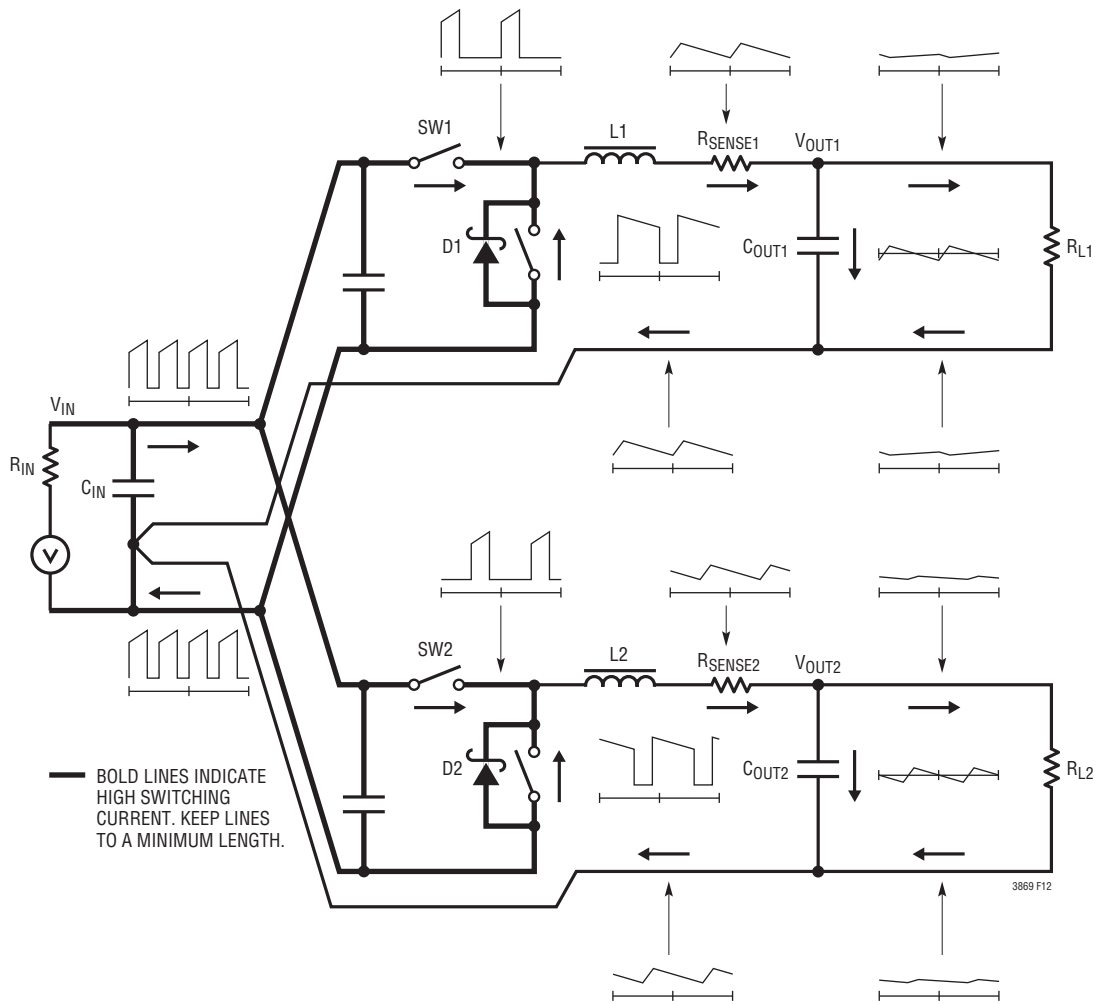 SW1
L1
RSENSE1
VOUT1
D1
COUT1
RL1
VIN
RIN
CIN
V
SW2
L2
RSENSE2
VOUT2
D2
COUT2
RL2
BOLD LINES INDICATE
HIGH SWITCHING
CURRENT. KEEP LINES
TO A MINIMUM LENGTH.
3869 F12